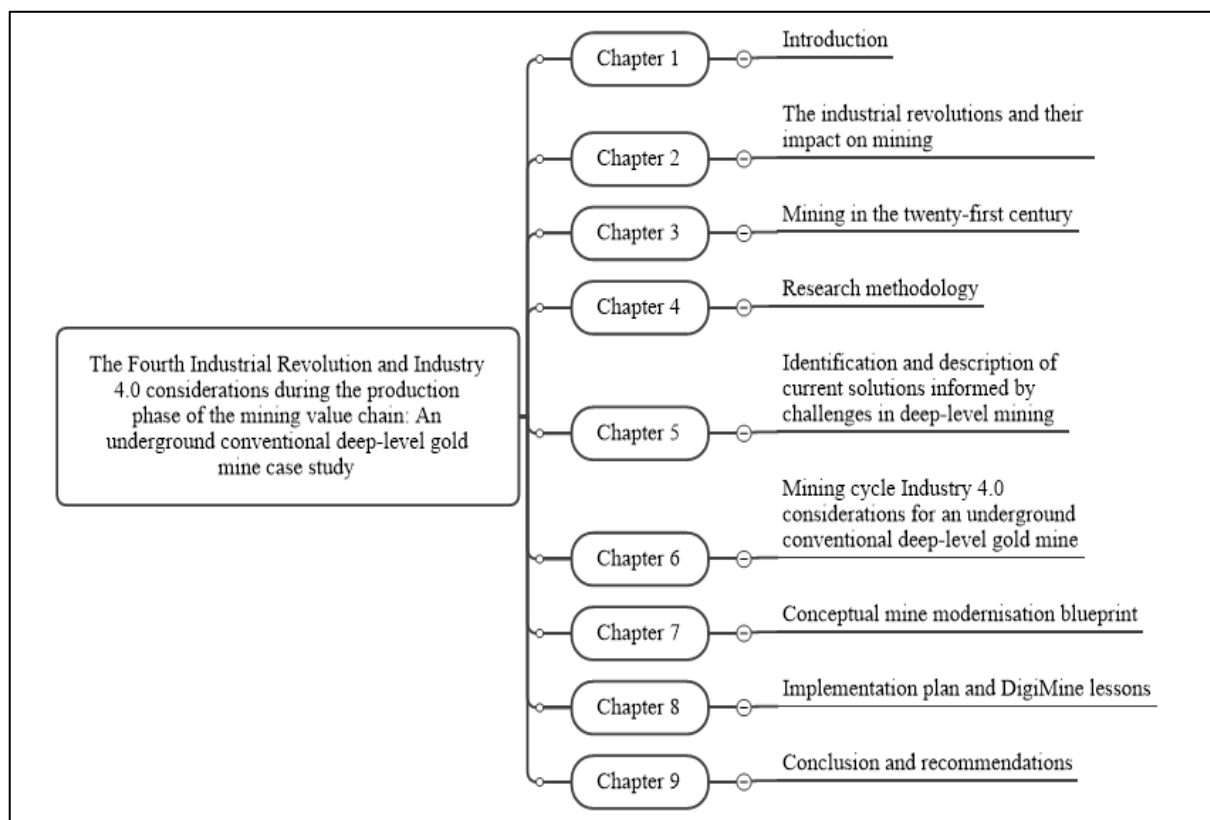 The Fourth Industrial Revolution and Industry
4.0 considerations during the production
phase of the mining value chain: An
underground conventional deep-level gold
mine case study
Chapter 1
Introduction
Chapter 2
The industrial revolutions and their
impact on mining
Chapter 3
Mining in the twenty-first century
Chapter 4
Research methodology
Chapter 5
Identification and description of
current solutions informed by
challenges in deep-level mining
Chapter 6
Mining cycle Industry 4.0
considerations for an underground
conventional deep-level gold mine
Chapter 7
Conceptual mine modernisation blueprint
Chapter 8
Implementation plan and DigiMine lessons
Chapter 9
Conclusion and recommendations